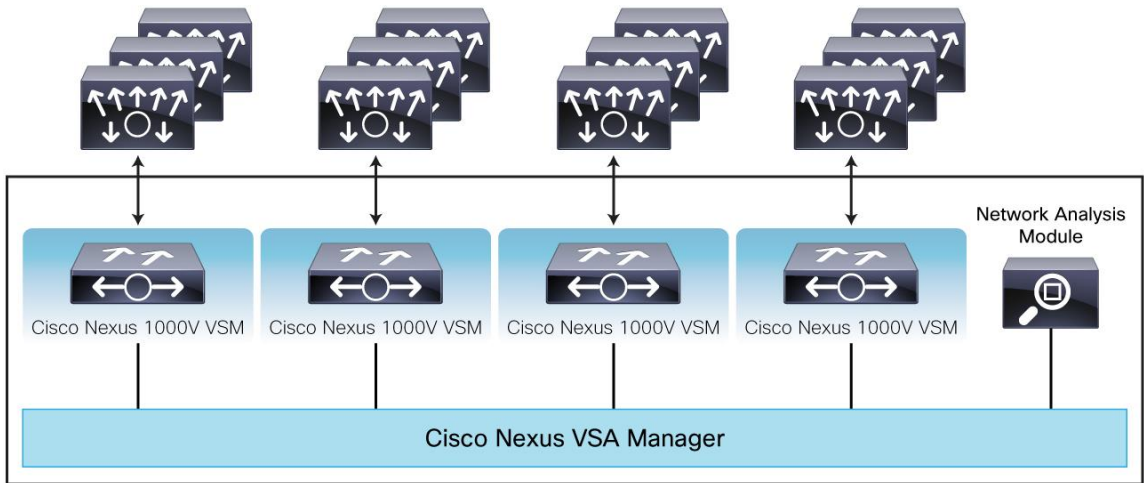 Network Analysis
Module
Cisco Nexus 1000V VSM
Cisco Nexus 1000V VSM
Cisco Nexus 1000V VSM
Cisco Nexus 1000V VSM
Cisco Nexus VSA Manager